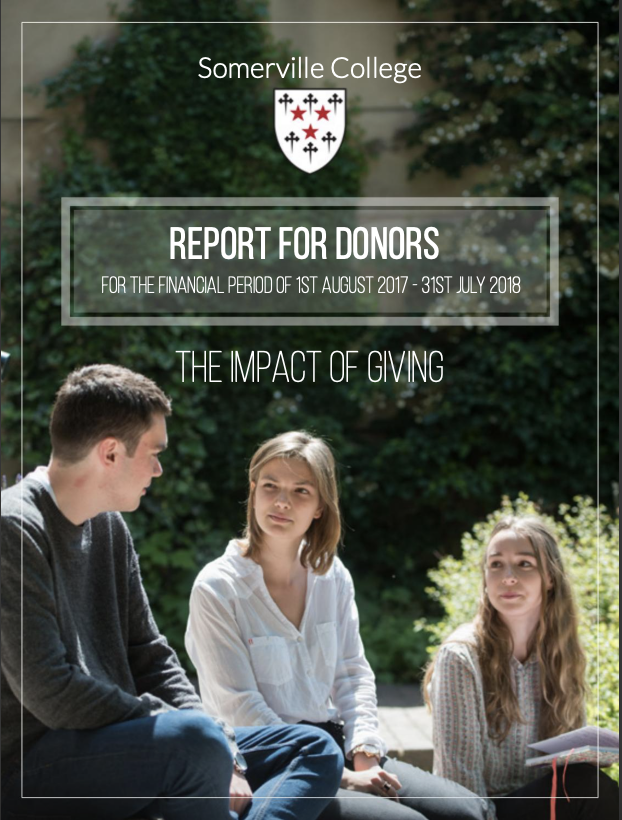 Somerville College
REPORT FOR DONORS
FOR THE FINANCIAL PERIOD OF 1ST AUGUST 2017 - 31ST JULY 2018
THE IMPACT OF GIVING